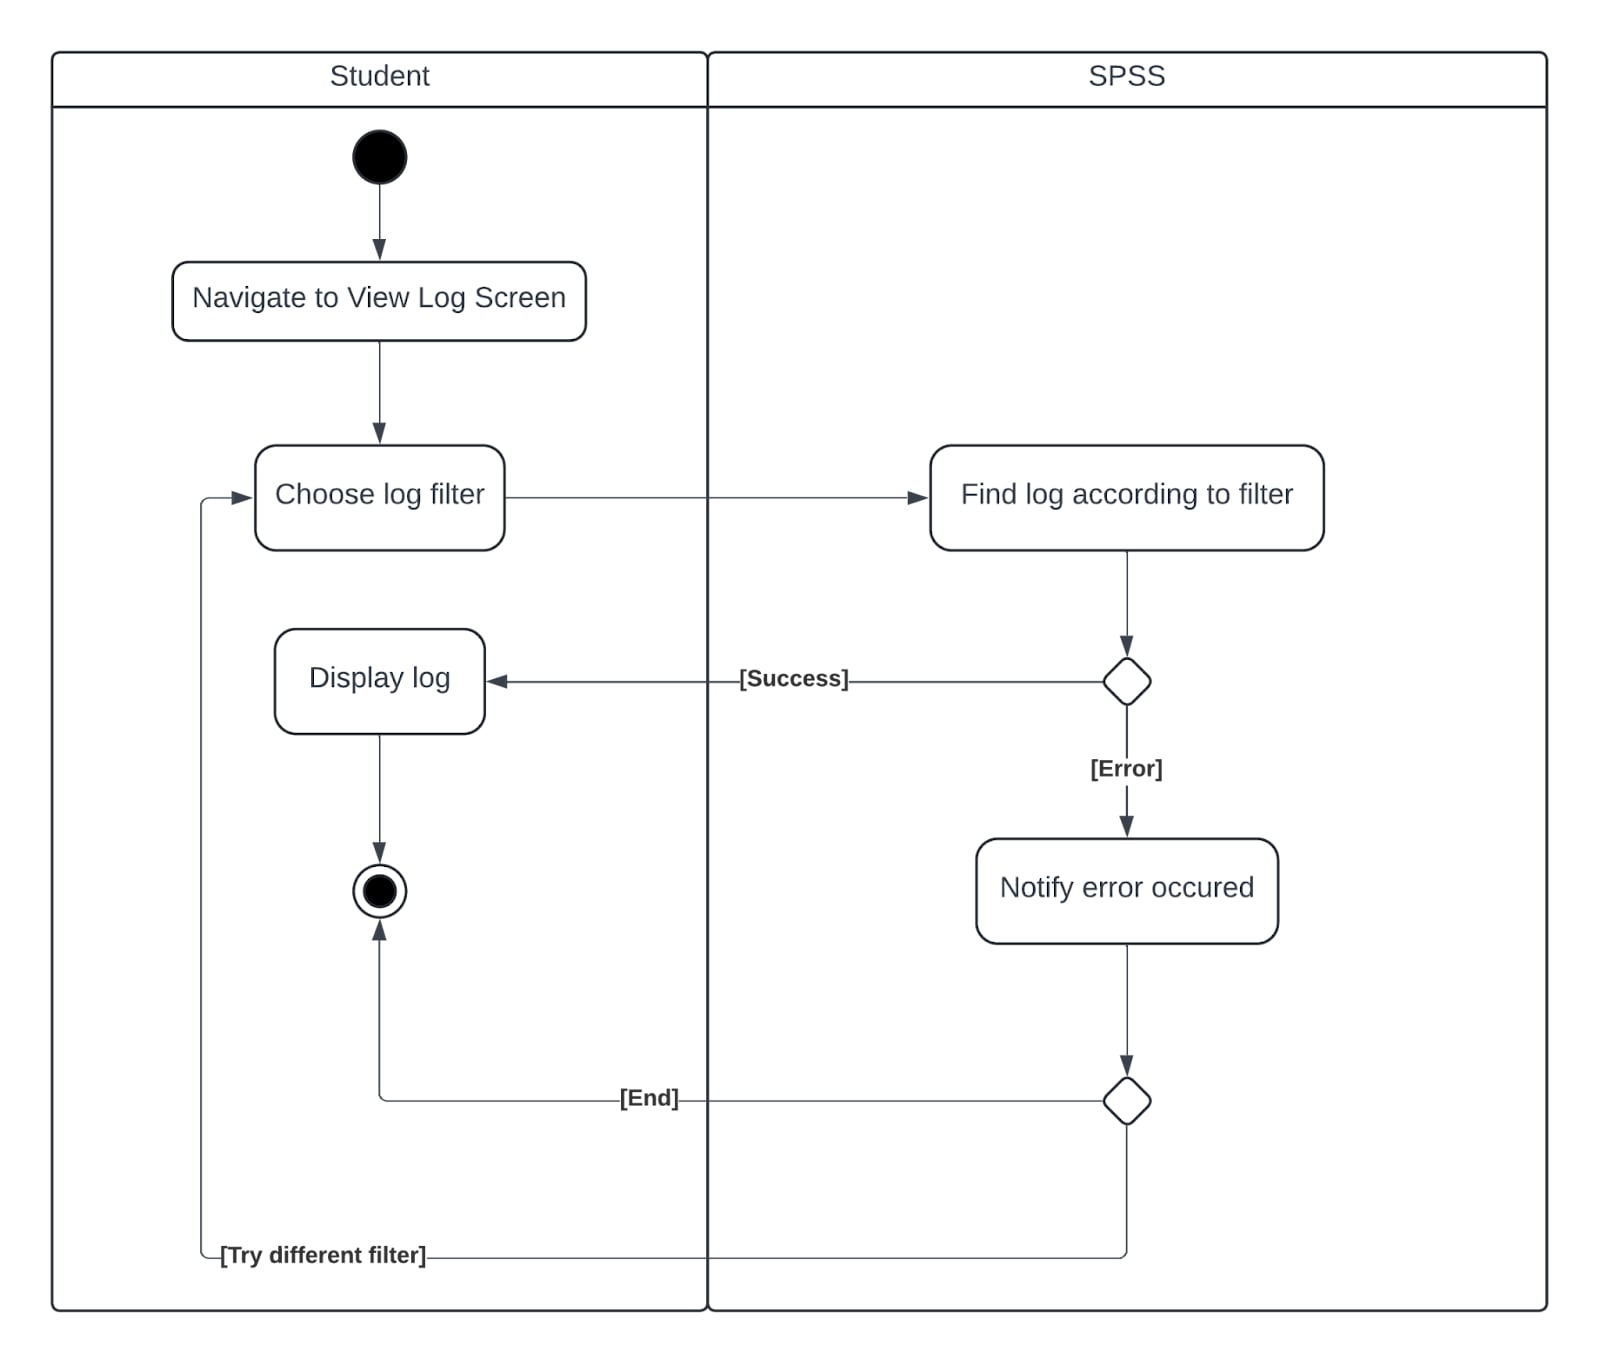 Student
SPSS
Navigate to View Log Screen
Choose log filter
Find log according to filter
Display log
[Success]
[Error]
Notify error occured
[End]
[Try different filter]